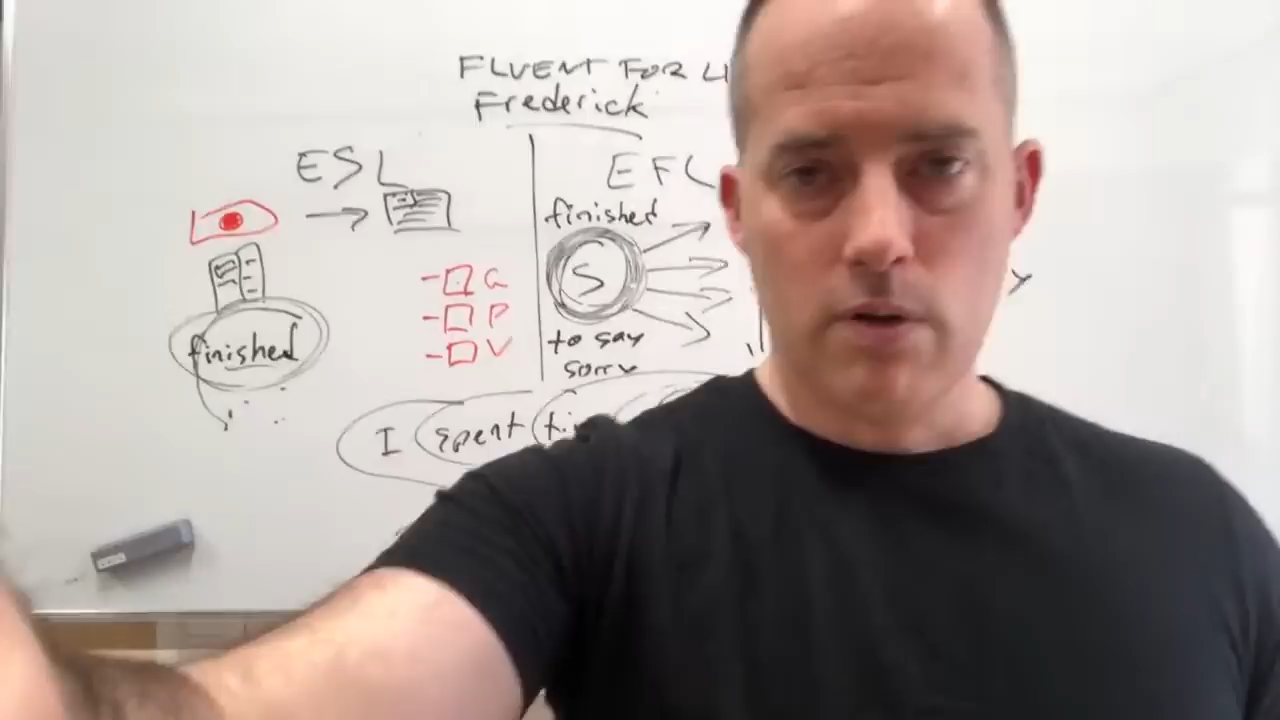 FLUENT FOR
Frederick
ESL
finished
G
P
V
EFL
finished
S
to say
sorry
I spent